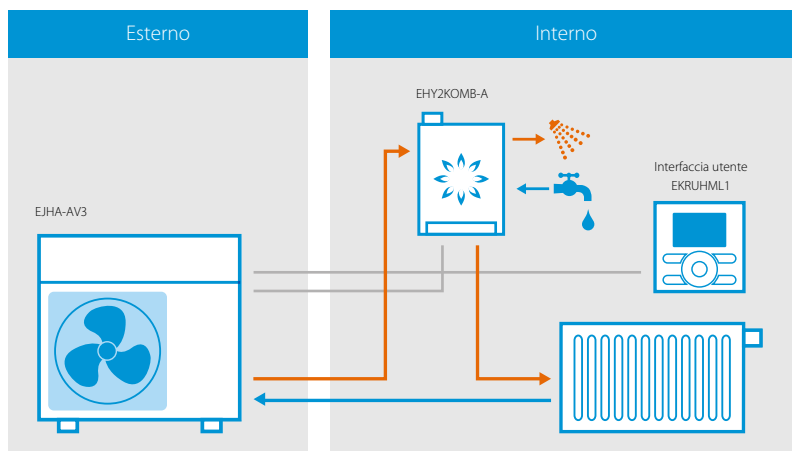 Esterno
Interno
EHY2KOMB-A
Interfaccia utente
EKRUHML1
EJHA-AV3